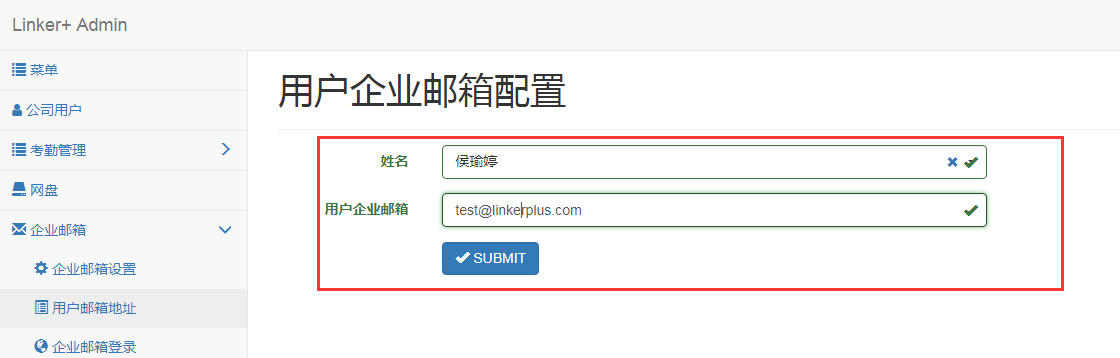 Linker+ Admin
菜单
公司用户
考勤管理
网盘
企业邮箱
企业邮箱设置
用户邮箱地址
企业邮箱登录
用户企业邮箱配置
姓名
侯瑜婷
用户企业邮箱
test@linkerplus.com
SUBMIT